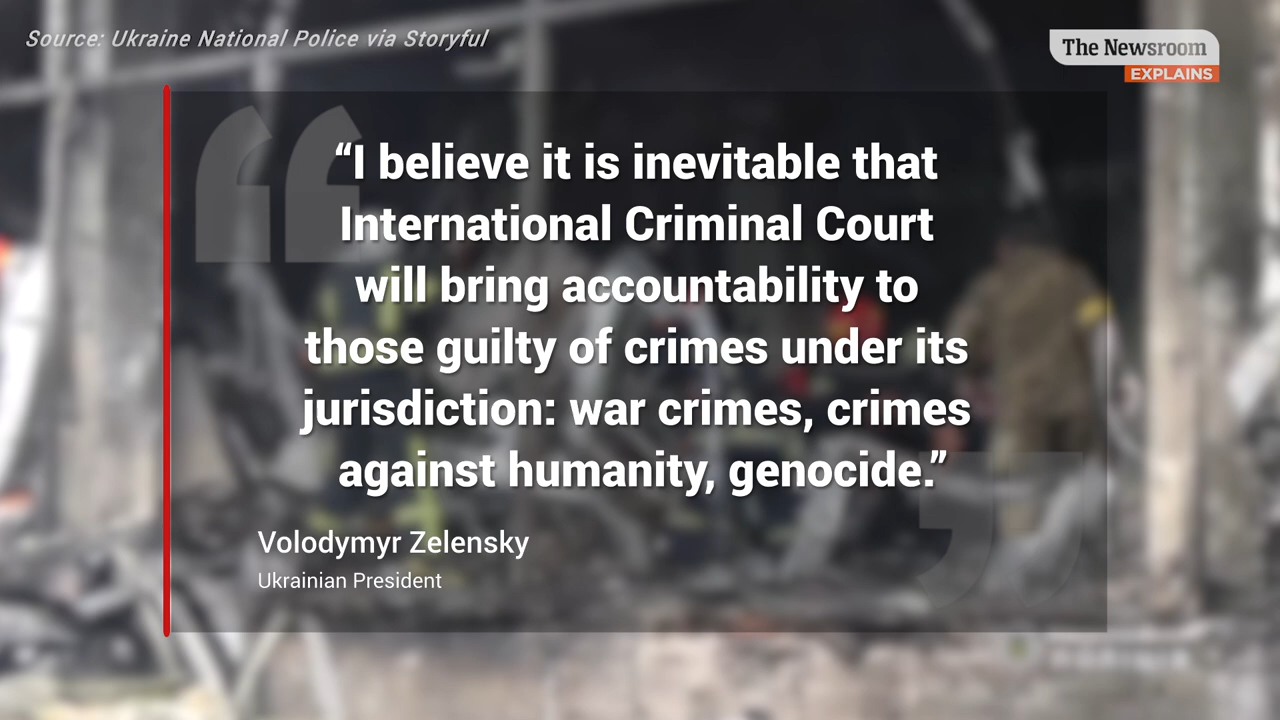 Source: Ukraine National Police via Storyful
The Newsroom
EXPLAINS
“I believe it is inevitable that
International Criminal Court
will bring accountability to
those guilty of crimes under its
jurisdiction: war crimes, crimes
against humanity, genocide.”
Volodymyr Zelensky
Ukrainian President